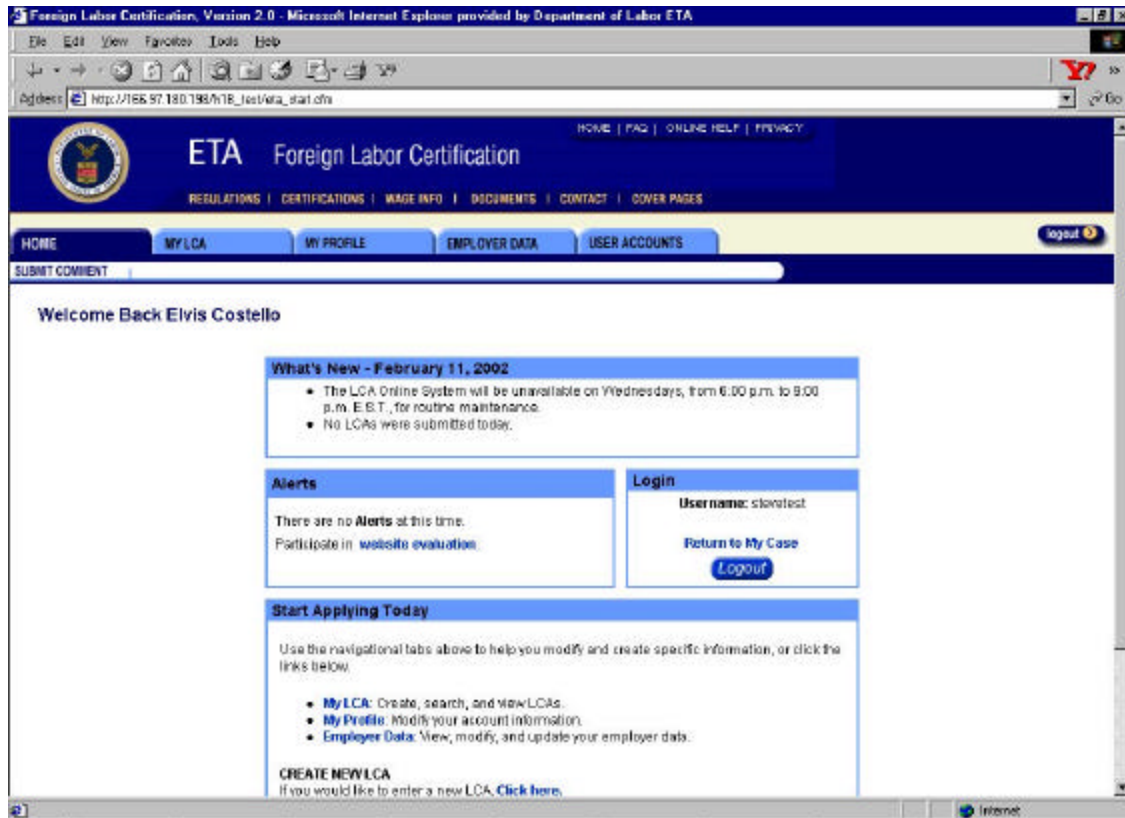 Foreign Labor Certification, Version 2.0 - Microsoft Internet Explorer provided by Department of Labor ETA
File Edit View Favorites Tools Help
Address http://166.97.180.198/h1B_test/eta_start.cfm Go
HOME | FAQ | ONLINE HELP | PRIVACY
ETA Foreign Labor Certification
REGULATIONS | CERTIFICATIONS | WAGE INFO | DOCUMENTS | CONTACT | COVER PAGES
HOME MY LCA MY PROFILE EMPLOYER DATA USER ACCOUNTS logout
SUBMIT COMMENT |
Welcome Back Elvis Costello
What's New - February 11, 2002
• The LCA Online System will be unavailable on Wednesdays, from 6:00 p.m. to 9:00
p.m. E.S.T., for routine maintenance.
• No LCAs were submitted today.
Alerts
There are no Alerts at this time.
Participate in website evaluation.
Login
Username: stevetest
Return to My Case
Logout
Start Applying Today
Use the navigational tabs above to help you modify and create specific information, or click the
links below.
• My LCA: Create, search, and view LCAs.
• My Profile: Modify your account information.
• Employer Data: View, modify, and update your employer data.
CREATE NEW LCA
If you would like to enter a new LCA, Click here.
Internet